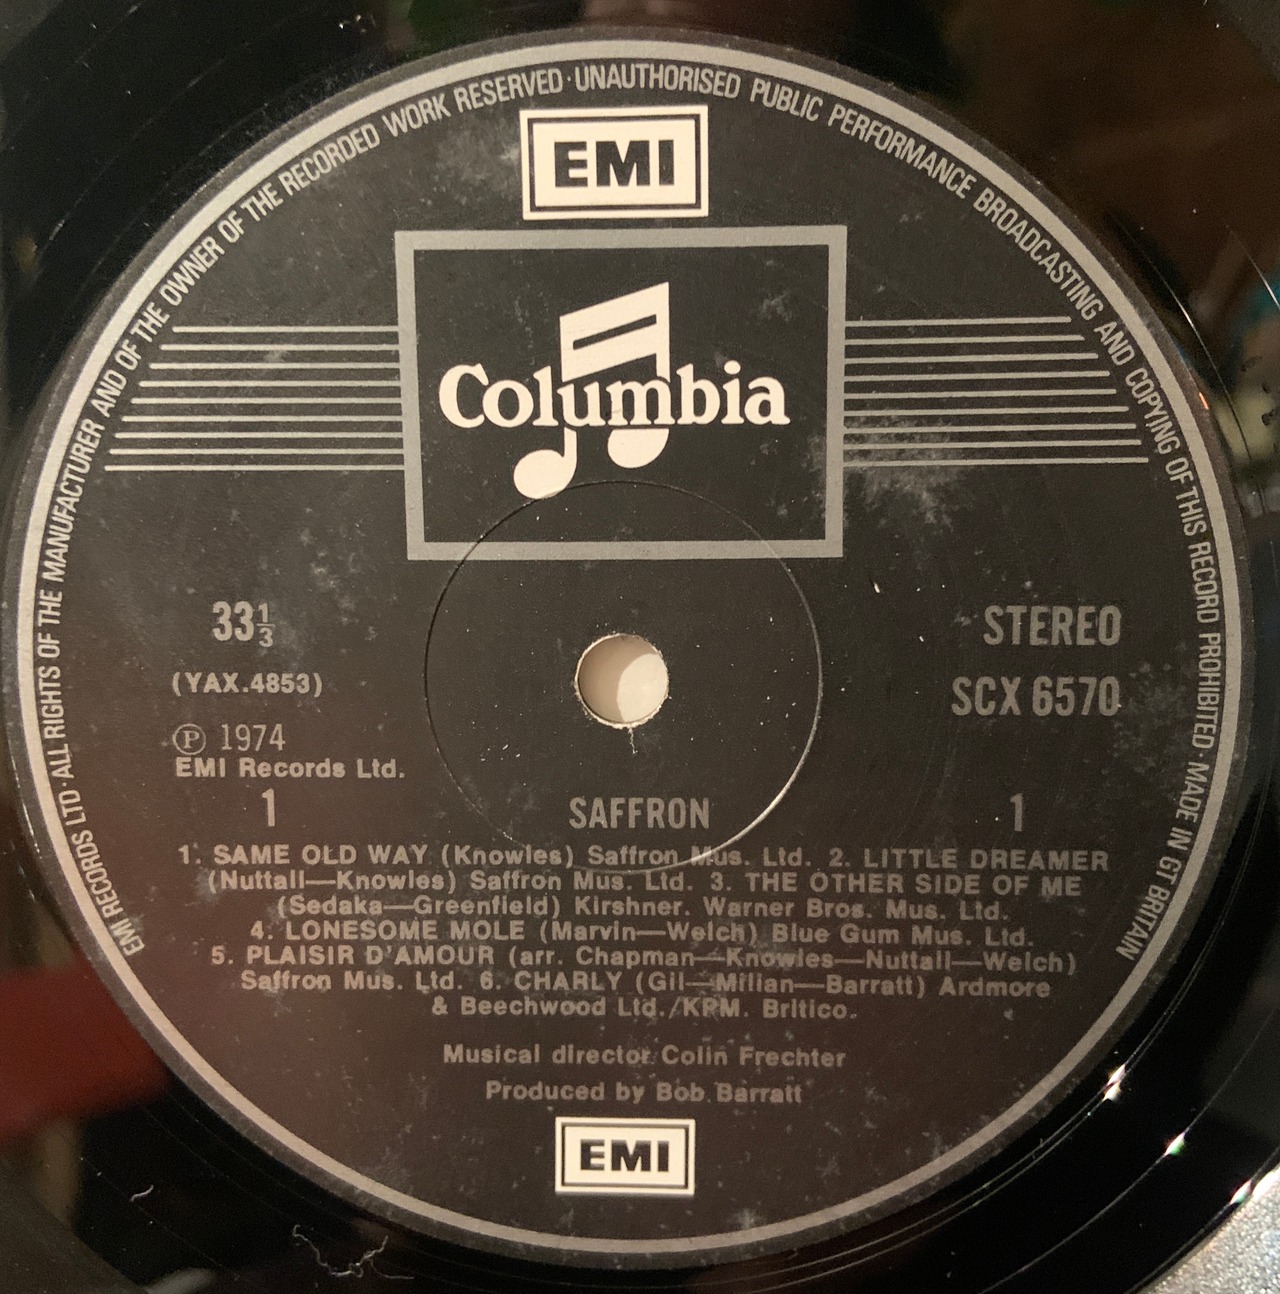 EMI RECORDS LTD· ALL RIGHTS OF THE MANUFACTURER AND OF THE OWNER OF THE RECORDED WORK RESERVED · UNAUTHORISED PUBLIC PERFORMANCE BROADCASTING AND COPYING OF THIS RECORD PROHIBITED · MADE IN GT BRITAIN
EMI
Columbia
33⅓ STEREO
(YAX.4853) SCX 6570
Ⓟ 1974
EMI Records Ltd.
1 SAFFRON 1
1. SAME OLD WAY (Knowles) Saffron Mus. Ltd. 2. LITTLE DREAMER
(Nuttall—Knowles) Saffron Mus. Ltd. 3. THE OTHER SIDE OF ME
(Sedaka—Greenfield) Kirshner. Warner Bros. Mus. Ltd.
4. LONESOME MOLE (Marvin—Welch) Blue Gum Mus. Ltd.
5. PLAISIR D'AMOUR (arr. Chapman—Knowles—Nuttall—Welch)
Saffron Mus. Ltd. 6. CHARLY (Gil—Millan—Barratt) Ardmore
& Beechwood Ltd./KPM. Britico.
Musical director Colin Frechter
Produced by Bob Barratt
EMI